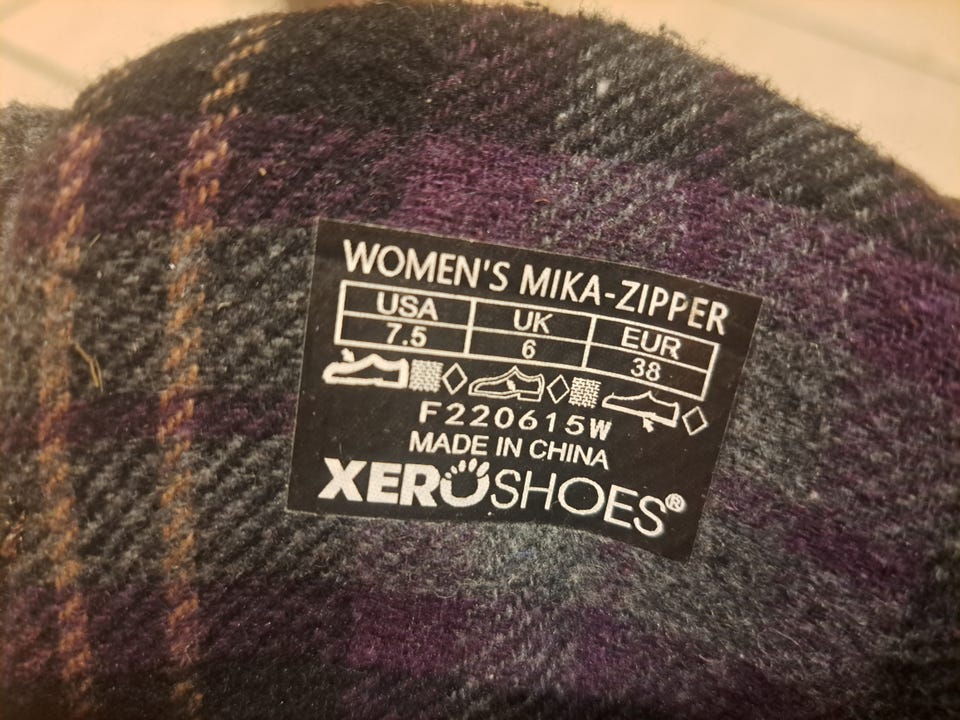 WOMEN'S MIKA-ZIPPER
USA UK EUR
7.5 6 38
F220615W
MADE IN CHINA
XEROSHOES®